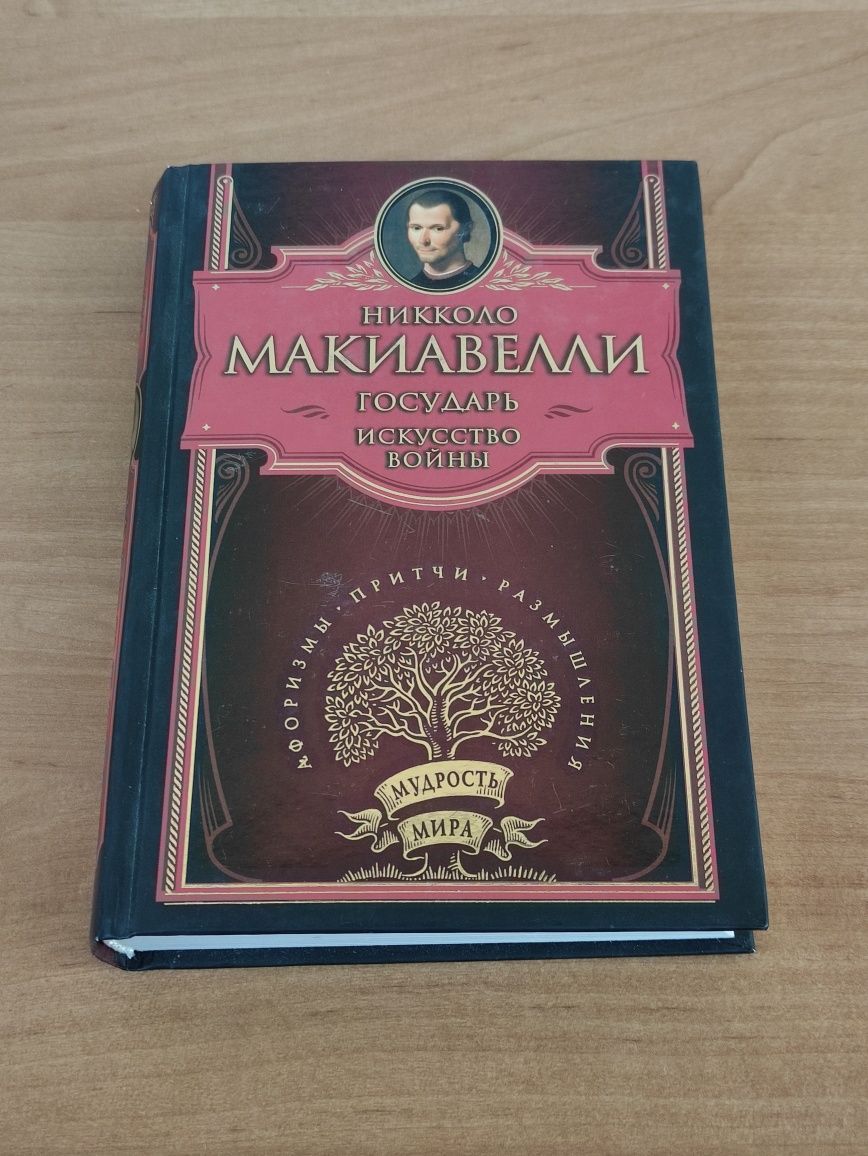 НИККОЛО
МАКИАВЕЛЛИ
ГОСУДАРЬ
ИСКУССТВО
ВОЙНЫ
АФОРИЗМЫ · ПРИТЧИ · РАЗМЫШЛЕНИЯ
МУДРОСТЬ
МИРА